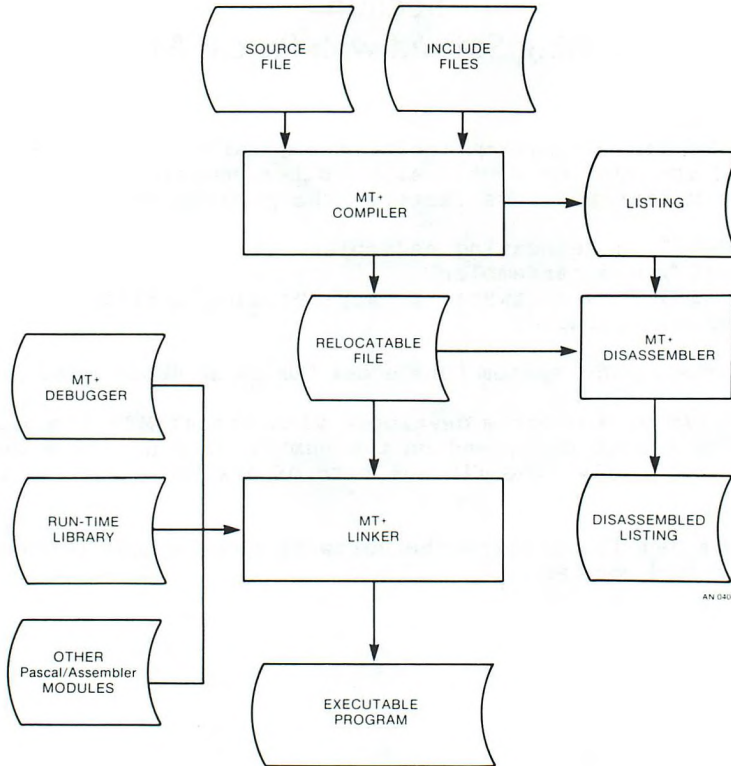 SOURCE
FILE
INCLUDE
FILES
MT+
COMPILER
LISTING
RELOCATABLE
FILE
MT+
DISASSEMBLER
MT+
DEBUGGER
RUN-TIME
LIBRARY
MT+
LINKER
DISASSEMBLED
LISTING
AN 040
OTHER
Pascal/Assembler
MODULES
EXECUTABLE
PROGRAM